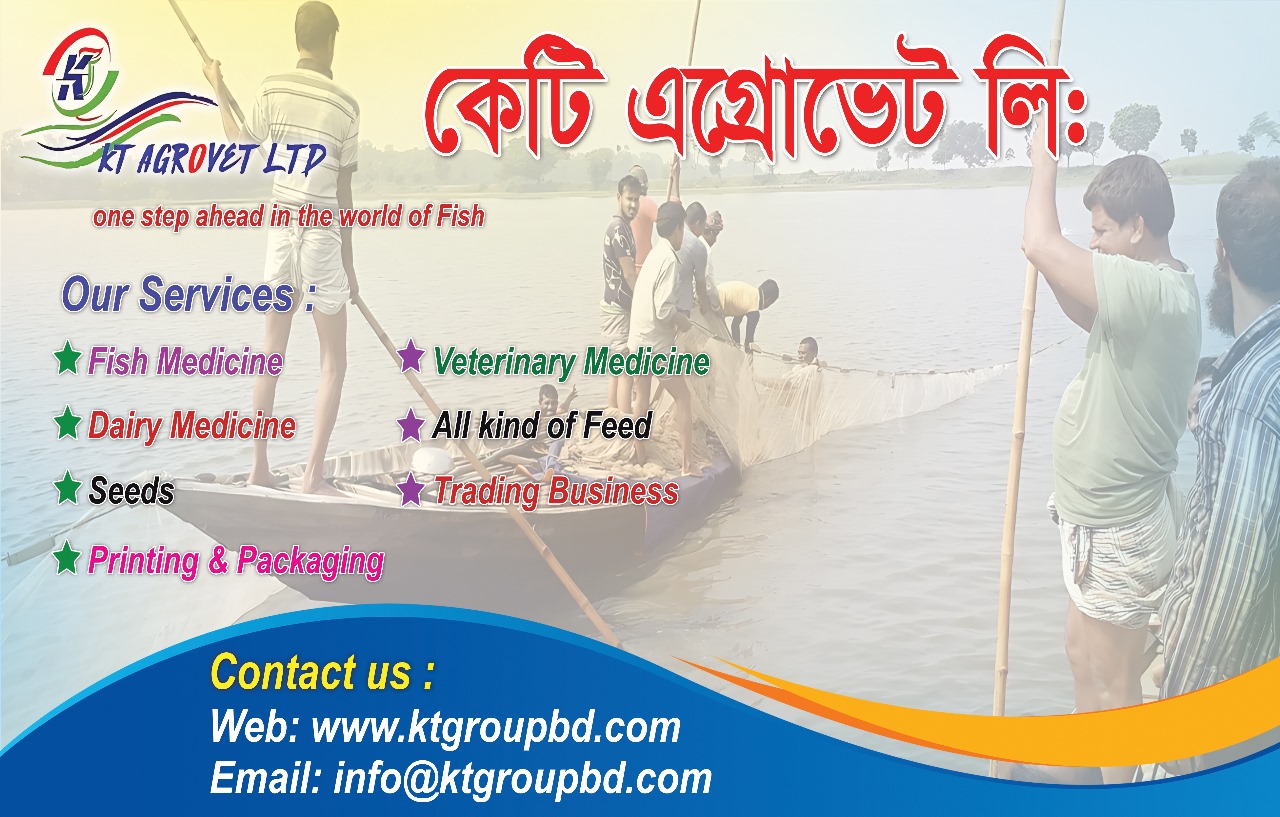 কেটি এগ্রোভেট লি:
KT AGROVET LTD
one step ahead in the world of Fish
Our Services :
Fish Medicine
Veterinary Medicine
Dairy Medicine
All kind of Feed
Seeds
Trading Business
Printing & Packaging
Contact us :
Web: www.ktgroupbd.com
Email: info@ktgroupbd.com